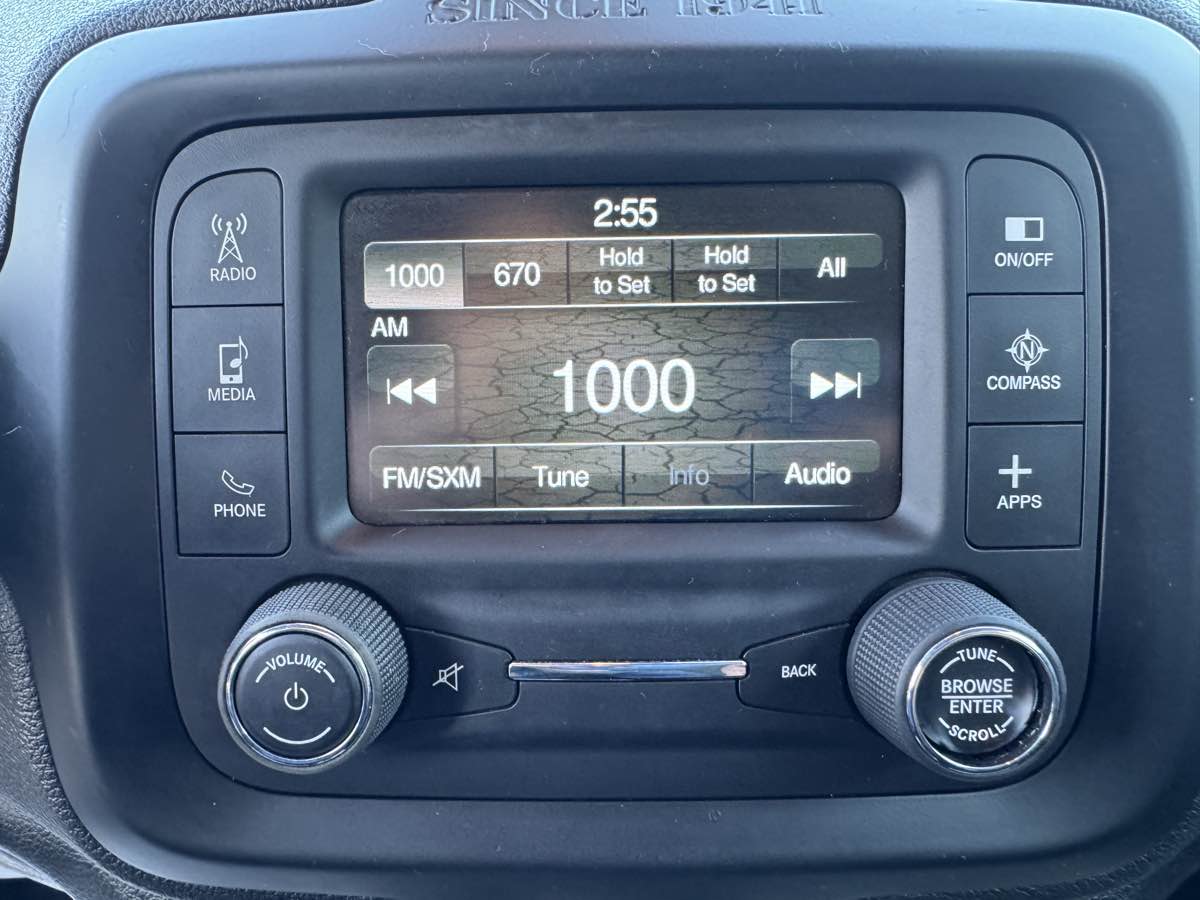 SINCE 1941
2:55
1000 670 Hold to Set Hold to Set All
AM
1000
FM/SXM Tune Info Audio
RADIO
MEDIA
PHONE
ON/OFF
N
COMPASS
APPS
VOLUME
BACK
TUNE
BROWSE
ENTER
SCROLL